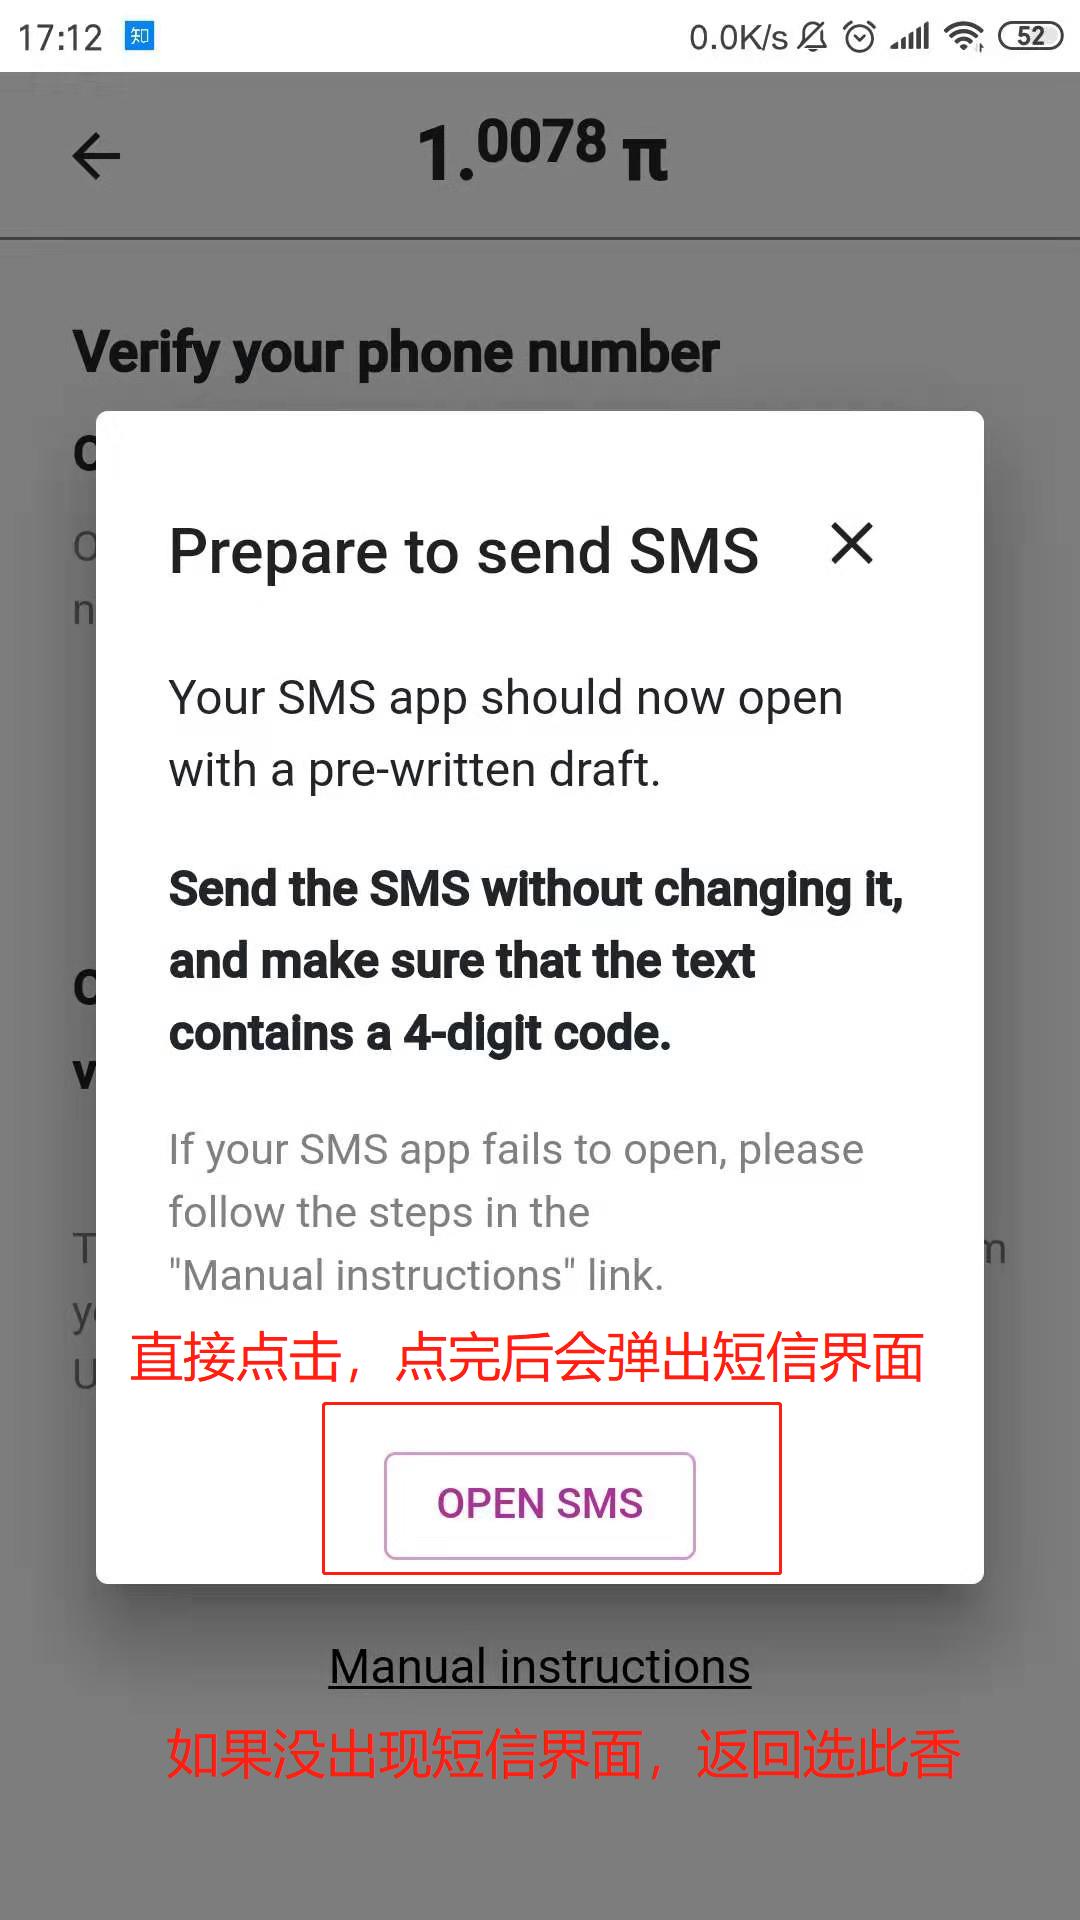 17:12 知 0.0K/s 52
1.0078 π
Verify your phone number
Prepare to send SMS
Your SMS app should now open
with a pre-written draft.
Send the SMS without changing it,
and make sure that the text
contains a 4-digit code.
If your SMS app fails to open, please
follow the steps in the
"Manual instructions" link.
直接点击，点完后会弹出短信界面
OPEN SMS
Manual instructions
如果没出现短信界面，返回选此香